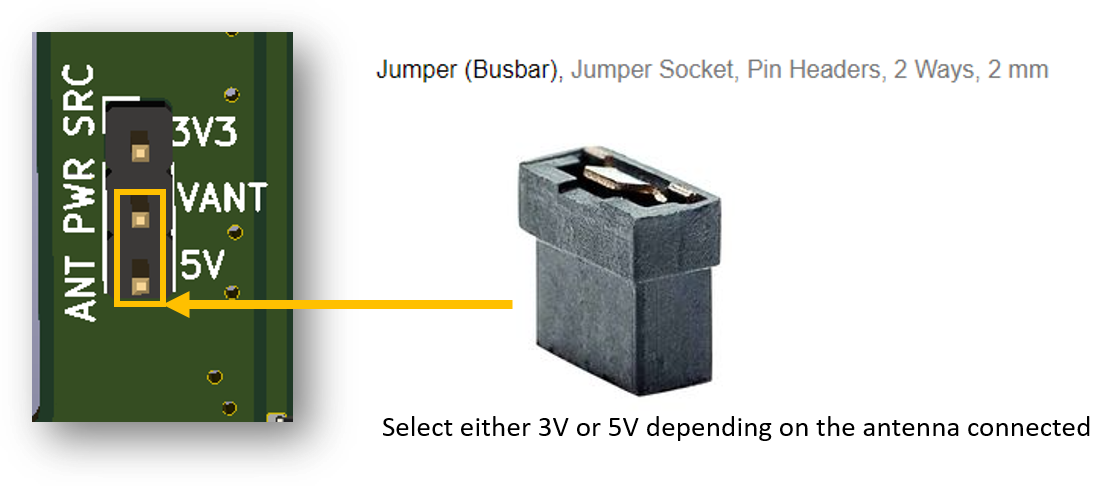 Jumper (Busbar), Jumper Socket, Pin Headers, 2 Ways, 2 mm
ANT PWR SRC
3V3
VANT
5V
Select either 3V or 5V depending on the antenna connected